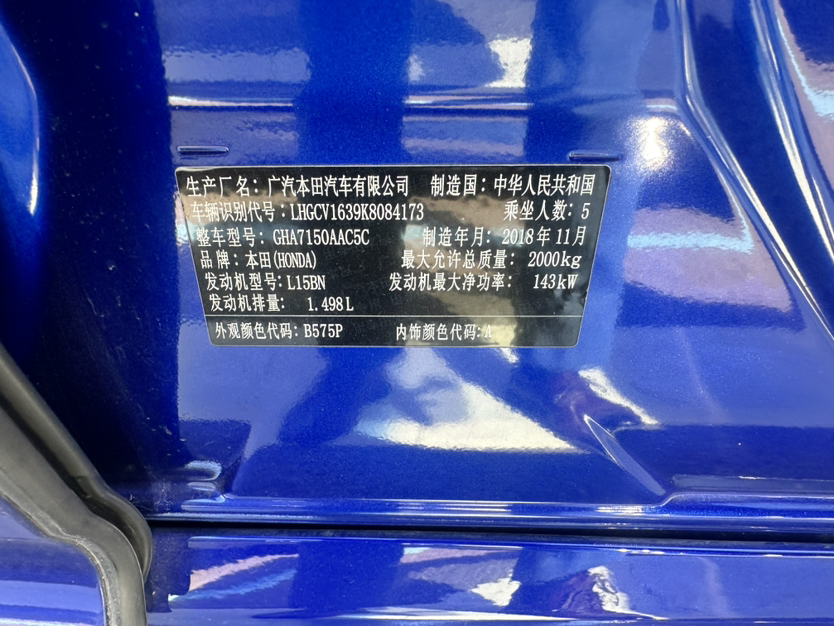 生产厂名：广汽本田汽车有限公司 制造国：中华人民共和国
车辆识别代号：LHGCV1639K8084173 乘坐人数：5
整车型号：GHA7150AAC5C 制造年月：2018年11月
品牌：本田(HONDA) 最大允许总质量：2000kg
发动机型号：L15BN 发动机最大净功率：143kW
发动机排量：1.498L
外观颜色代码：B575P 内饰颜色代码：A